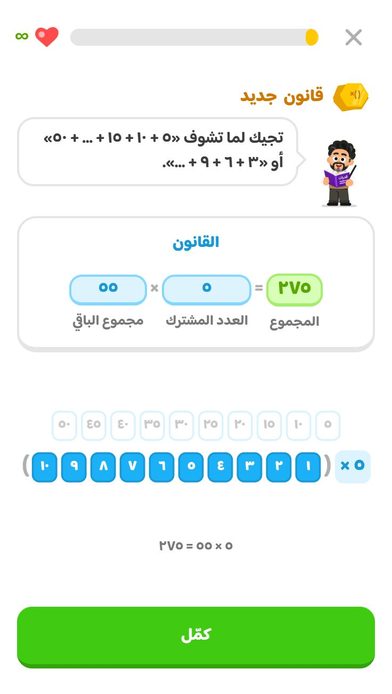 ∞
قانون جديد
تجيك لما تشوف «٥ + ١٠ + ١٥ + ... + ٥٠»
أو «٣ + ٦ + ٩ + ...».
القانون
٢٧٥ = ٥ × ٥٥
المجموع العدد المشترك مجموع الباقي
٥ ١٠ ١٥ ٢٠ ٢٥ ٣٠ ٣٥ ٤٠ ٤٥ ٥٠
٥ × (١ ٢ ٣ ٤ ٥ ٦ ٧ ٨ ٩ ١٠)
٥ × ٥٥ = ٢٧٥
كمّل